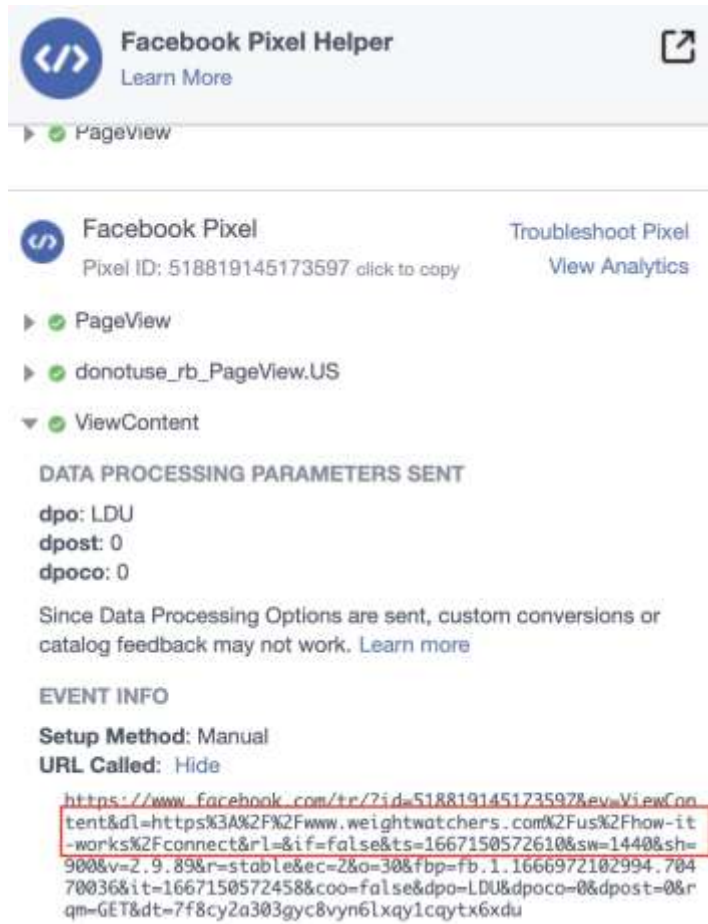 Facebook Pixel Helper
Learn More
PageView
Facebook Pixel
Troubleshoot Pixel
Pixel ID: 518819145173597 click to copy
View Analytics
PageView
donotuse_rb_PageView.US
ViewContent
DATA PROCESSING PARAMETERS SENT
dpo: LDU
dpost: 0
dpoco: 0
Since Data Processing Options are sent, custom conversions or
catalog feedback may not work. Learn more
EVENT INFO
Setup Method: Manual
URL Called: Hide
https://www.facebook.com/tr/?id=518819145173597&ev=ViewCon
tent&dl=https%3A%2F%2Fwww.weightwatchers.com%2Fus%2Fhow-it
-works%2Fconnect&rl=&if=false&ts=1667150572610&sw=1440&sh=
900&v=2.9.89&r=stable&ec=2&o=30&fbp=fb.1.1666972102994.704
70036&it=1667150572458&coo=false&dpo=LDU&dpoco=0&dpost=0&r
qm=GET&dt=7f8cy2a303gyc8vyn6lxqy1cqytx6xdu